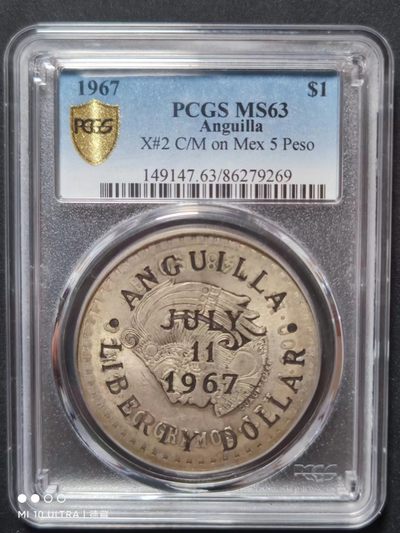 1967 $1
PCGS PCGS MS63
Anguilla
X#2 C/M on Mex 5 Peso
149147.63/86279269
ANGUILLA
JULY
11
1967
LIBERTY DOLLAR
PCGS
MI 10 ULTRA